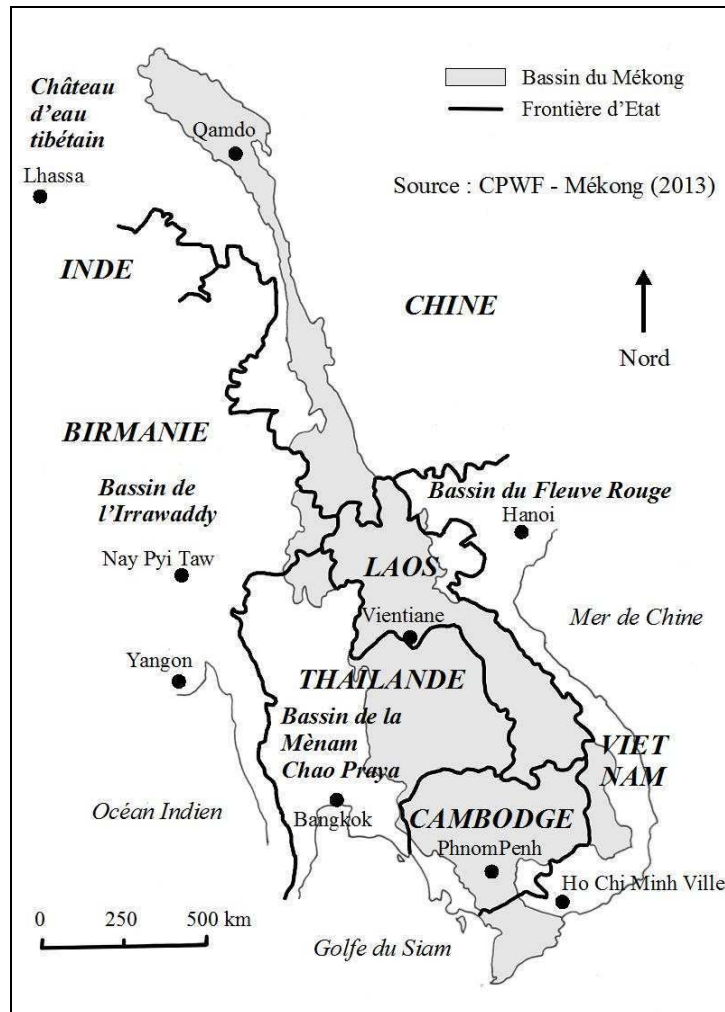 Bassin du Mékong
Frontière d'Etat
Source : CPWF - Mékong (2013)
Château
d'eau
tibétain
Qamdo
Lhassa
INDE
CHINE
Nord
BIRMANIE
Bassin de
l'Irrawaddy
Bassin du Fleuve Rouge
Hanoi
Nay Pyi Taw
LAOS
Vientiane
Mer de Chine
Yangon
THAILANDE
Bassin de la
Mènam
Chao Praya
VIET
NAM
Océan Indien
Bangkok
CAMBODGE
PhnomPenh
Ho Chi Minh Ville
0 250 500 km
Golfe du Siam